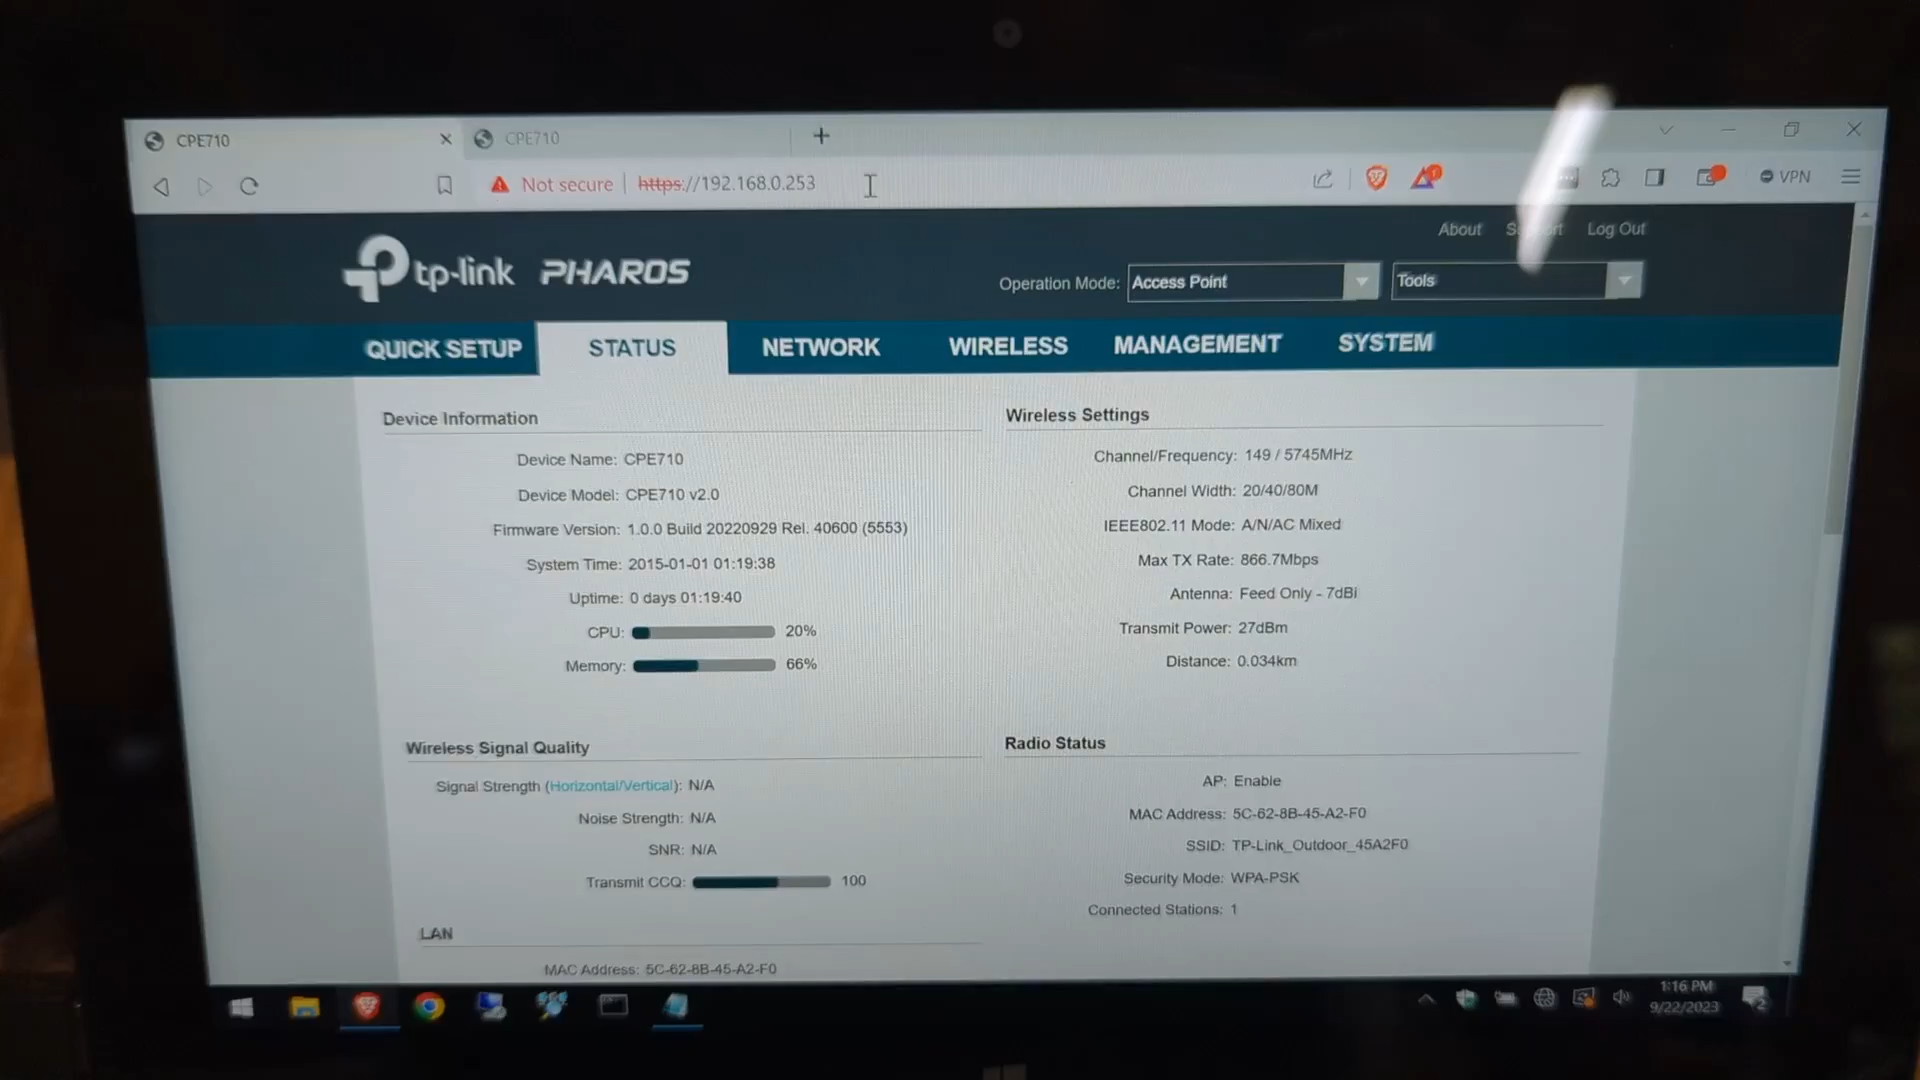 CPE710
CPE710
Not secure
https://192.168.0.253
VPN
About
Support
Log Out
tp-link PHAROS
Operation Mode:
Access Point
Tools
QUICK SETUP
STATUS
NETWORK
WIRELESS
MANAGEMENT
SYSTEM
Device Information
Device Name: CPE710
Device Model: CPE710 v2.0
Firmware Version: 1.0.0 Build 20220929 Rel. 40600 (5553)
System Time: 2015-01-01 01:19:38
Uptime: 0 days 01:19:40
CPU: 20%
Memory: 66%
Wireless Settings
Channel/Frequency: 149 / 5745MHz
Channel Width: 20/40/80M
IEEE802.11 Mode: A/N/AC Mixed
Max TX Rate: 866.7Mbps
Antenna: Feed Only - 7dBi
Transmit Power: 27dBm
Distance: 0.034km
Wireless Signal Quality
Signal Strength (Horizontal/Vertical): N/A
Noise Strength: N/A
SNR: N/A
Transmit CCQ: 100
Radio Status
AP: Enable
MAC Address: 5C-62-8B-45-A2-F0
SSID: TP-Link_Outdoor_45A2F0
Security Mode: WPA-PSK
Connected Stations: 1
LAN
MAC Address: 5C-62-8B-45-A2-F0
1:16 PM
9/22/2023
2